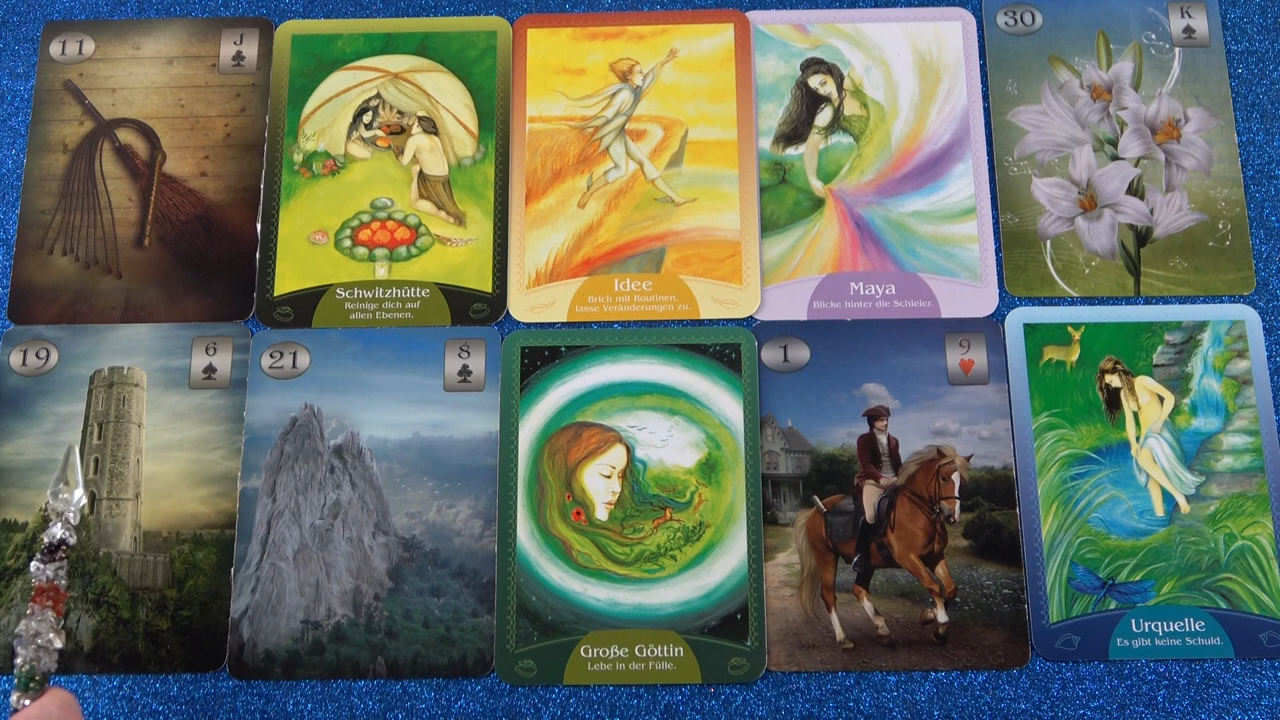 11
J
Schwitzhütte
Reinige dich auf
allen Ebenen.
Idee
Brich mit Routinen,
lasse Veränderungen zu.
Maya
Blicke hinter die Schleier.
30
K
19
6
21
8
Große Göttin
Lebe in der Fülle.
1
9
Urquelle
Es gibt keine Schuld.